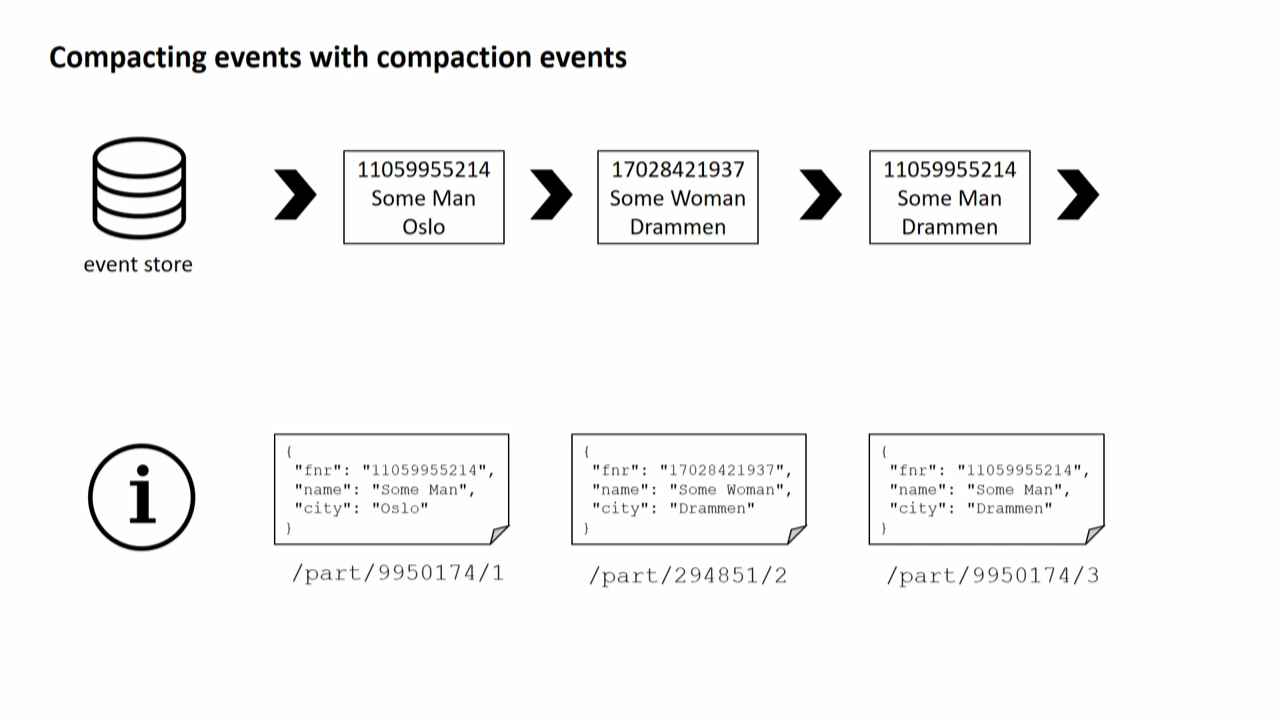 Compacting events with compaction events
11059955214
Some Man
Oslo
17028421937
Some Woman
Drammen
11059955214
Some Man
Drammen
event store
{
"fnr": "11059955214",
"name": "Some Man",
"city": "Oslo"
}
/part/9950174/1
{
"fnr": "17028421937",
"name": "Some Woman",
"city": "Drammen"
}
/part/294851/2
{
"fnr": "11059955214",
"name": "Some Man",
"city": "Drammen"
}
/part/9950174/3